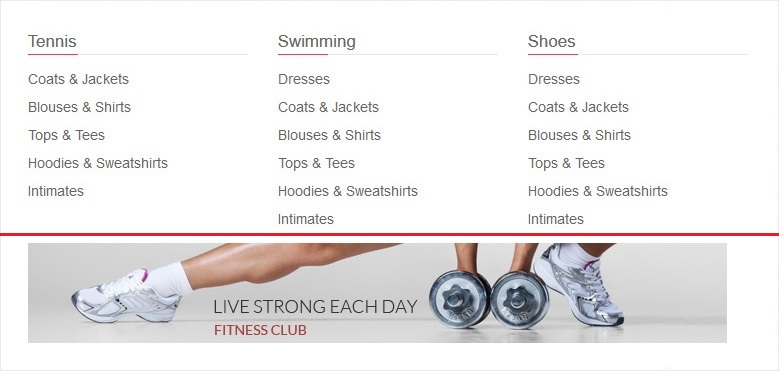 Tennis
Coats & Jackets
Blouses & Shirts
Tops & Tees
Hoodies & Sweatshirts
Intimates
Swimming
Dresses
Coats & Jackets
Blouses & Shirts
Tops & Tees
Hoodies & Sweatshirts
Intimates
Shoes
Dresses
Coats & Jackets
Blouses & Shirts
Tops & Tees
Hoodies & Sweatshirts
Intimates
LIVE STRONG EACH DAY
FITNESS CLUB